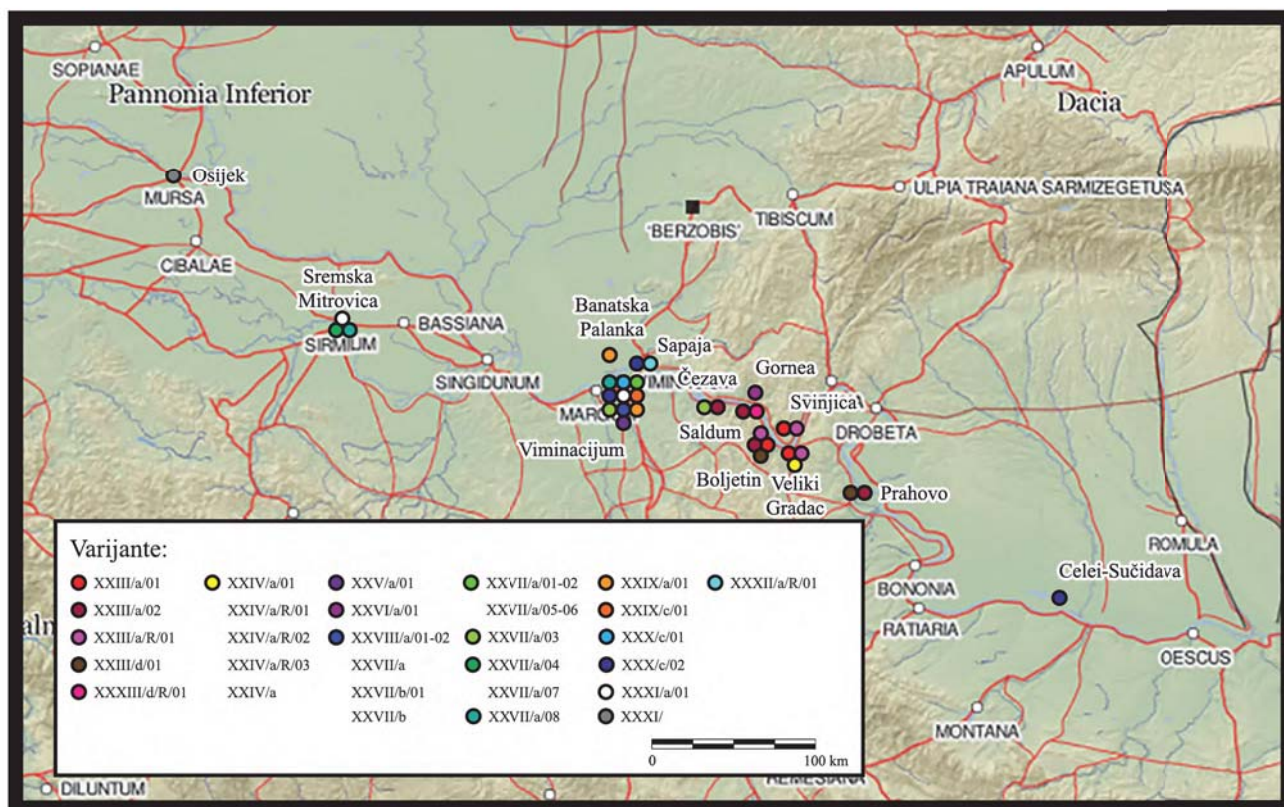 SOPIANAE
Pannonia Inferior
APULUM
Dacia
Osijek
MURSA
ULPIA TRAIANA SARMIZEGETUSA
TIBISCUM
'BERZOBIS'
CIBALAE
Sremska
Mitrovica
BASSIANA
SIRMIUM
SINGIDUNUM
Banatska
Palanka
Sapaja
Gornea
Čezava
Svinjica
DROBETA
Saldum
Viminacijum
Boljetin
Veliki
Gradac
Prahovo
ROMULA
Celei-Sučidava
BONONIA
RATIARIA
OESCUS
MONTANA
REMESIANA
DILUNTUM
Varijante:
XXIII/a/01
XXIII/a/02
XXIII/a/R/01
XXIII/d/01
XXXIII/d/R/01
XXIV/a/01
XXIV/a/R/01
XXIV/a/R/02
XXIV/a/R/03
XXIV/a
XXV/a/01
XXVI/a/01
XXVIII/a/01-02
XXVII/a
XXVII/b/01
XXVII/b
XXVII/a/01-02
XXVII/a/05-06
XXVII/a/03
XXVII/a/04
XXVII/a/07
XXVII/a/08
XXIX/a/01
XXIX/c/01
XXX/c/01
XXX/c/02
XXXI/a/01
XXXI/
XXXII/a/R/01
0 100 km